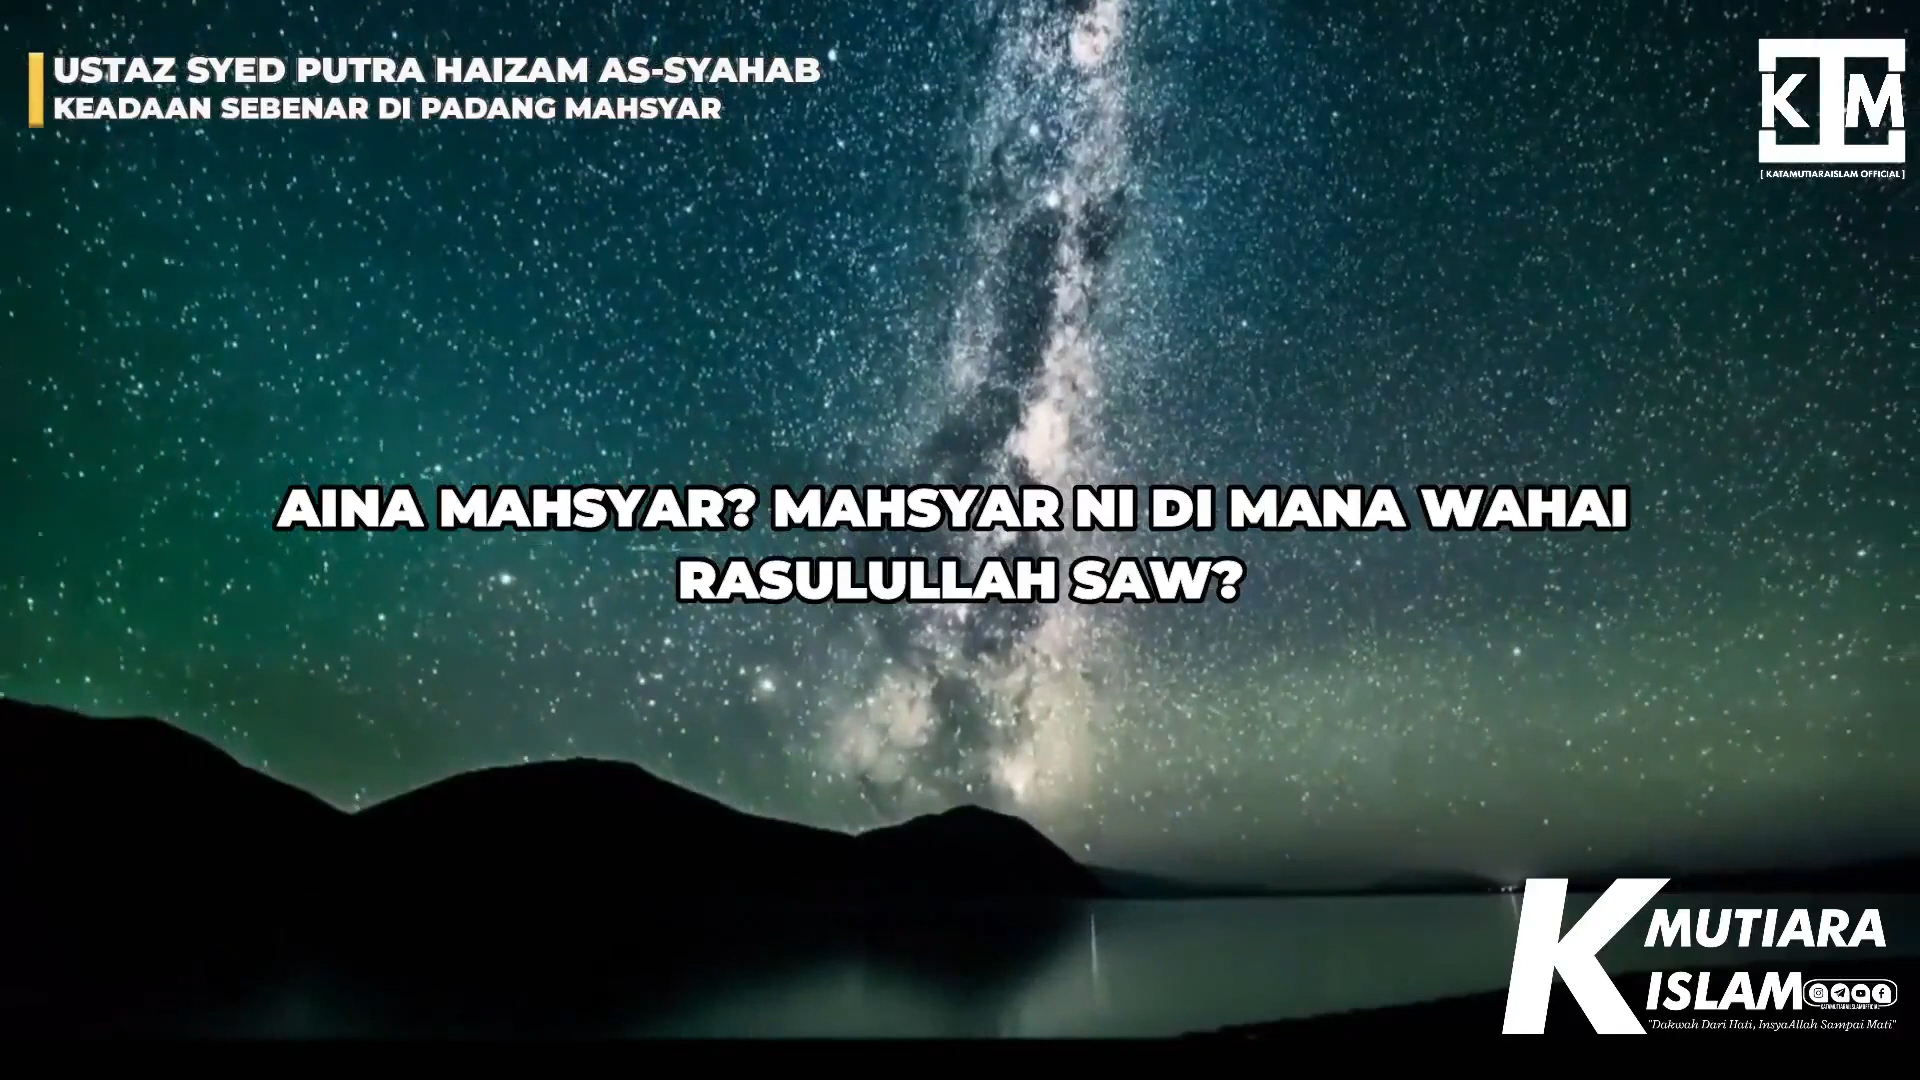 USTAZ SYED PUTRA HAIZAM AS-SYAHAB
KEADAAN SEBENAR DI PADANG MAHSYAR
KTM
[ KATAMUTIARAISLAM OFFICIAL ]
AINA MAHSYAR? MAHSYAR NI DI MANA WAHAI
RASULULLAH SAW?
K MUTIARA
ISLAM
KATAMUTIARAISLAMOFFICIAL
"Dakwah Dari Hati, InsyaAllah Sampai Mati"